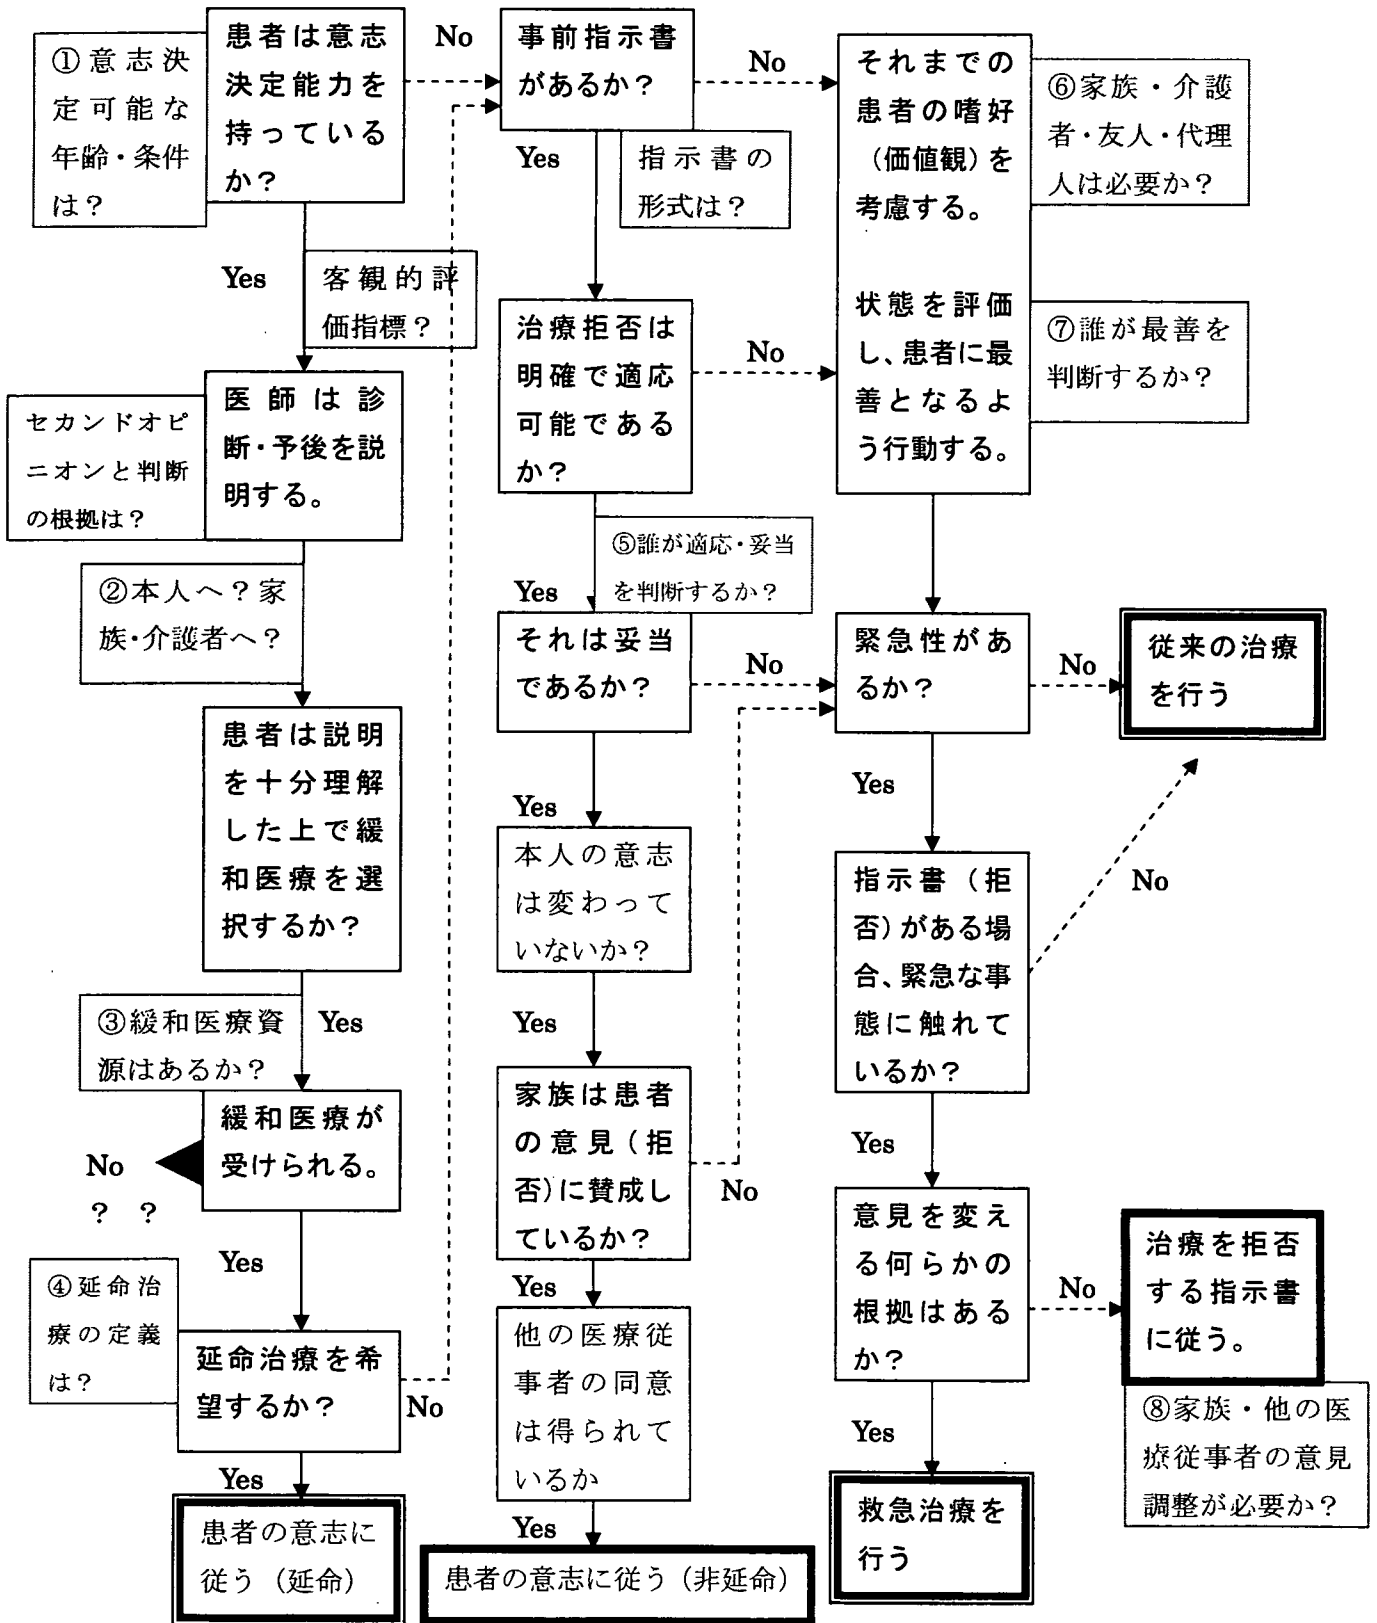 ①意志決
定可能な
年齢・条件
は？
患者は意志
決定能力を
持っている
か？
No
Yes
客観的評
価指標？
セカンドオピ
ニオンと判断
の根拠は？
医師は診
断・予後を説
明する。
②本人へ？家
族・介護者へ？
患者は説明
を十分理解
した上で緩
和医療を選
択するか？
③緩和医療資
源はあるか？
Yes
緩和医療が
受けられる。
No
？ ？
Yes
④延命治
療の定義
は？
延命治療を希
望するか？
No
Yes
患者の意志に
従う（延命）
事前指示書
があるか？
No
Yes
指示書の
形式は？
治療拒否は
明確で適応
可能である
か？
No
⑤誰が適応・妥当
を判断するか？
Yes
それは妥当
であるか？
No
Yes
本人の意志
は変わって
いないか？
Yes
家族は患者
の意見（拒
否）に賛成し
ているか？
No
Yes
他の医療従
事者の同意
は得られて
いるか
Yes
患者の意志に従う（非延命）
それまでの
患者の嗜好
（価値観）を
考慮する。
状態を評価
し、患者に最
善となるよ
う行動する。
⑥家族・介護
者・友人・代理
人は必要か？
⑦誰が最善を
判断するか？
緊急性があ
るか？
No
従来の治療
を行う
Yes
指示書（拒
否）がある場
合、緊急な事
態に触れて
いるか？
No
Yes
意見を変え
る何らかの
根拠はある
か？
No
治療を拒否
する指示書
に従う。
⑧家族・他の医
療従事者の意見
調整が必要か？
Yes
救急治療を
行う